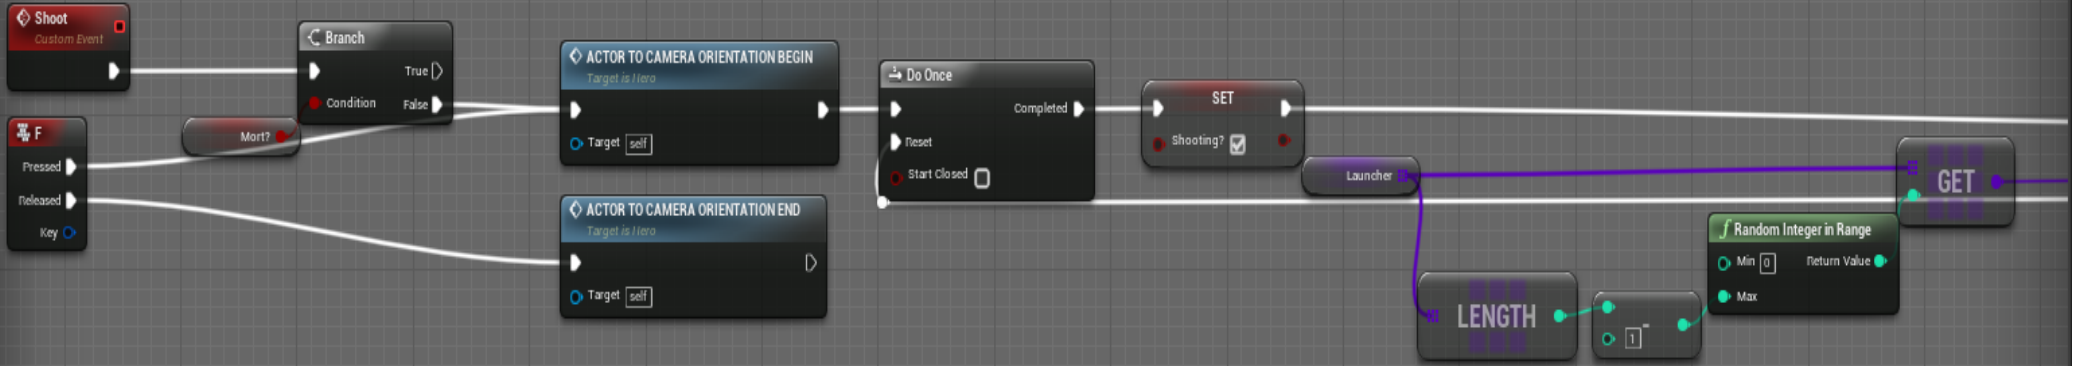 Shoot
Custom Event
Branch
True
Condition
False
Mort?
F
Pressed
Released
Key
ACTOR TO CAMERA ORIENTATION BEGIN
Target is Hero
Target self
ACTOR TO CAMERA ORIENTATION END
Target is Hero
Target self
Do Once
Completed
Reset
Start Closed
SET
Shooting?
Launcher
GET
LENGTH
1
-
Random Integer in Range
Min 0 Return Value
Max